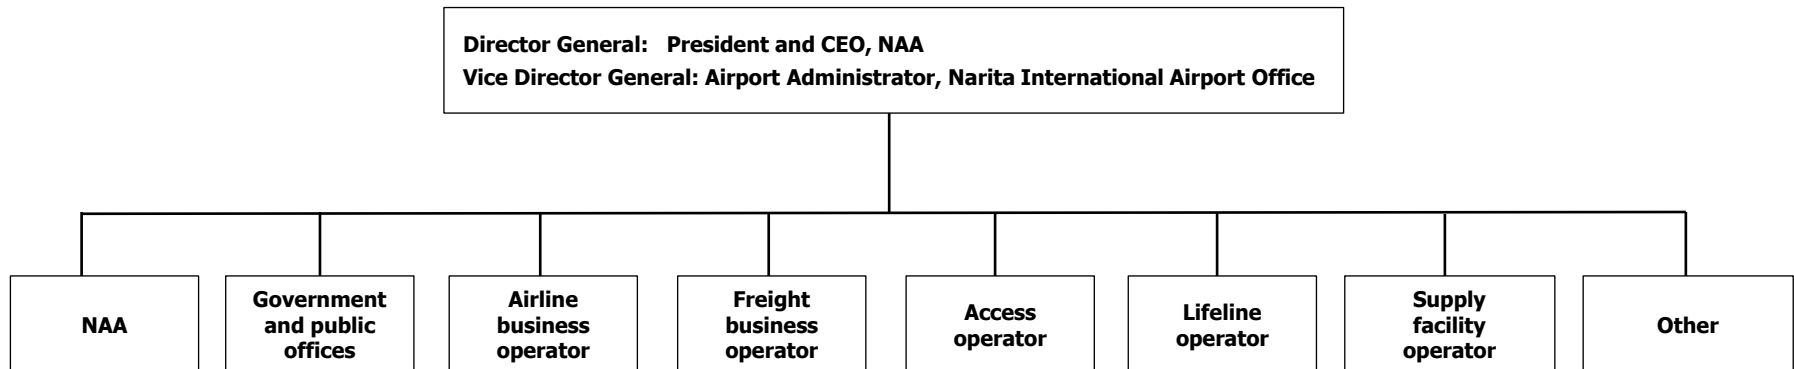 Director General:   President and CEO, NAA
Vice Director General: Airport Administrator, Narita International Airport Office
NAA
Government
and public
offices
Airline
business
operator
Freight
business
operator
Access
operator
Lifeline
operator
Supply
facility
operator
Other